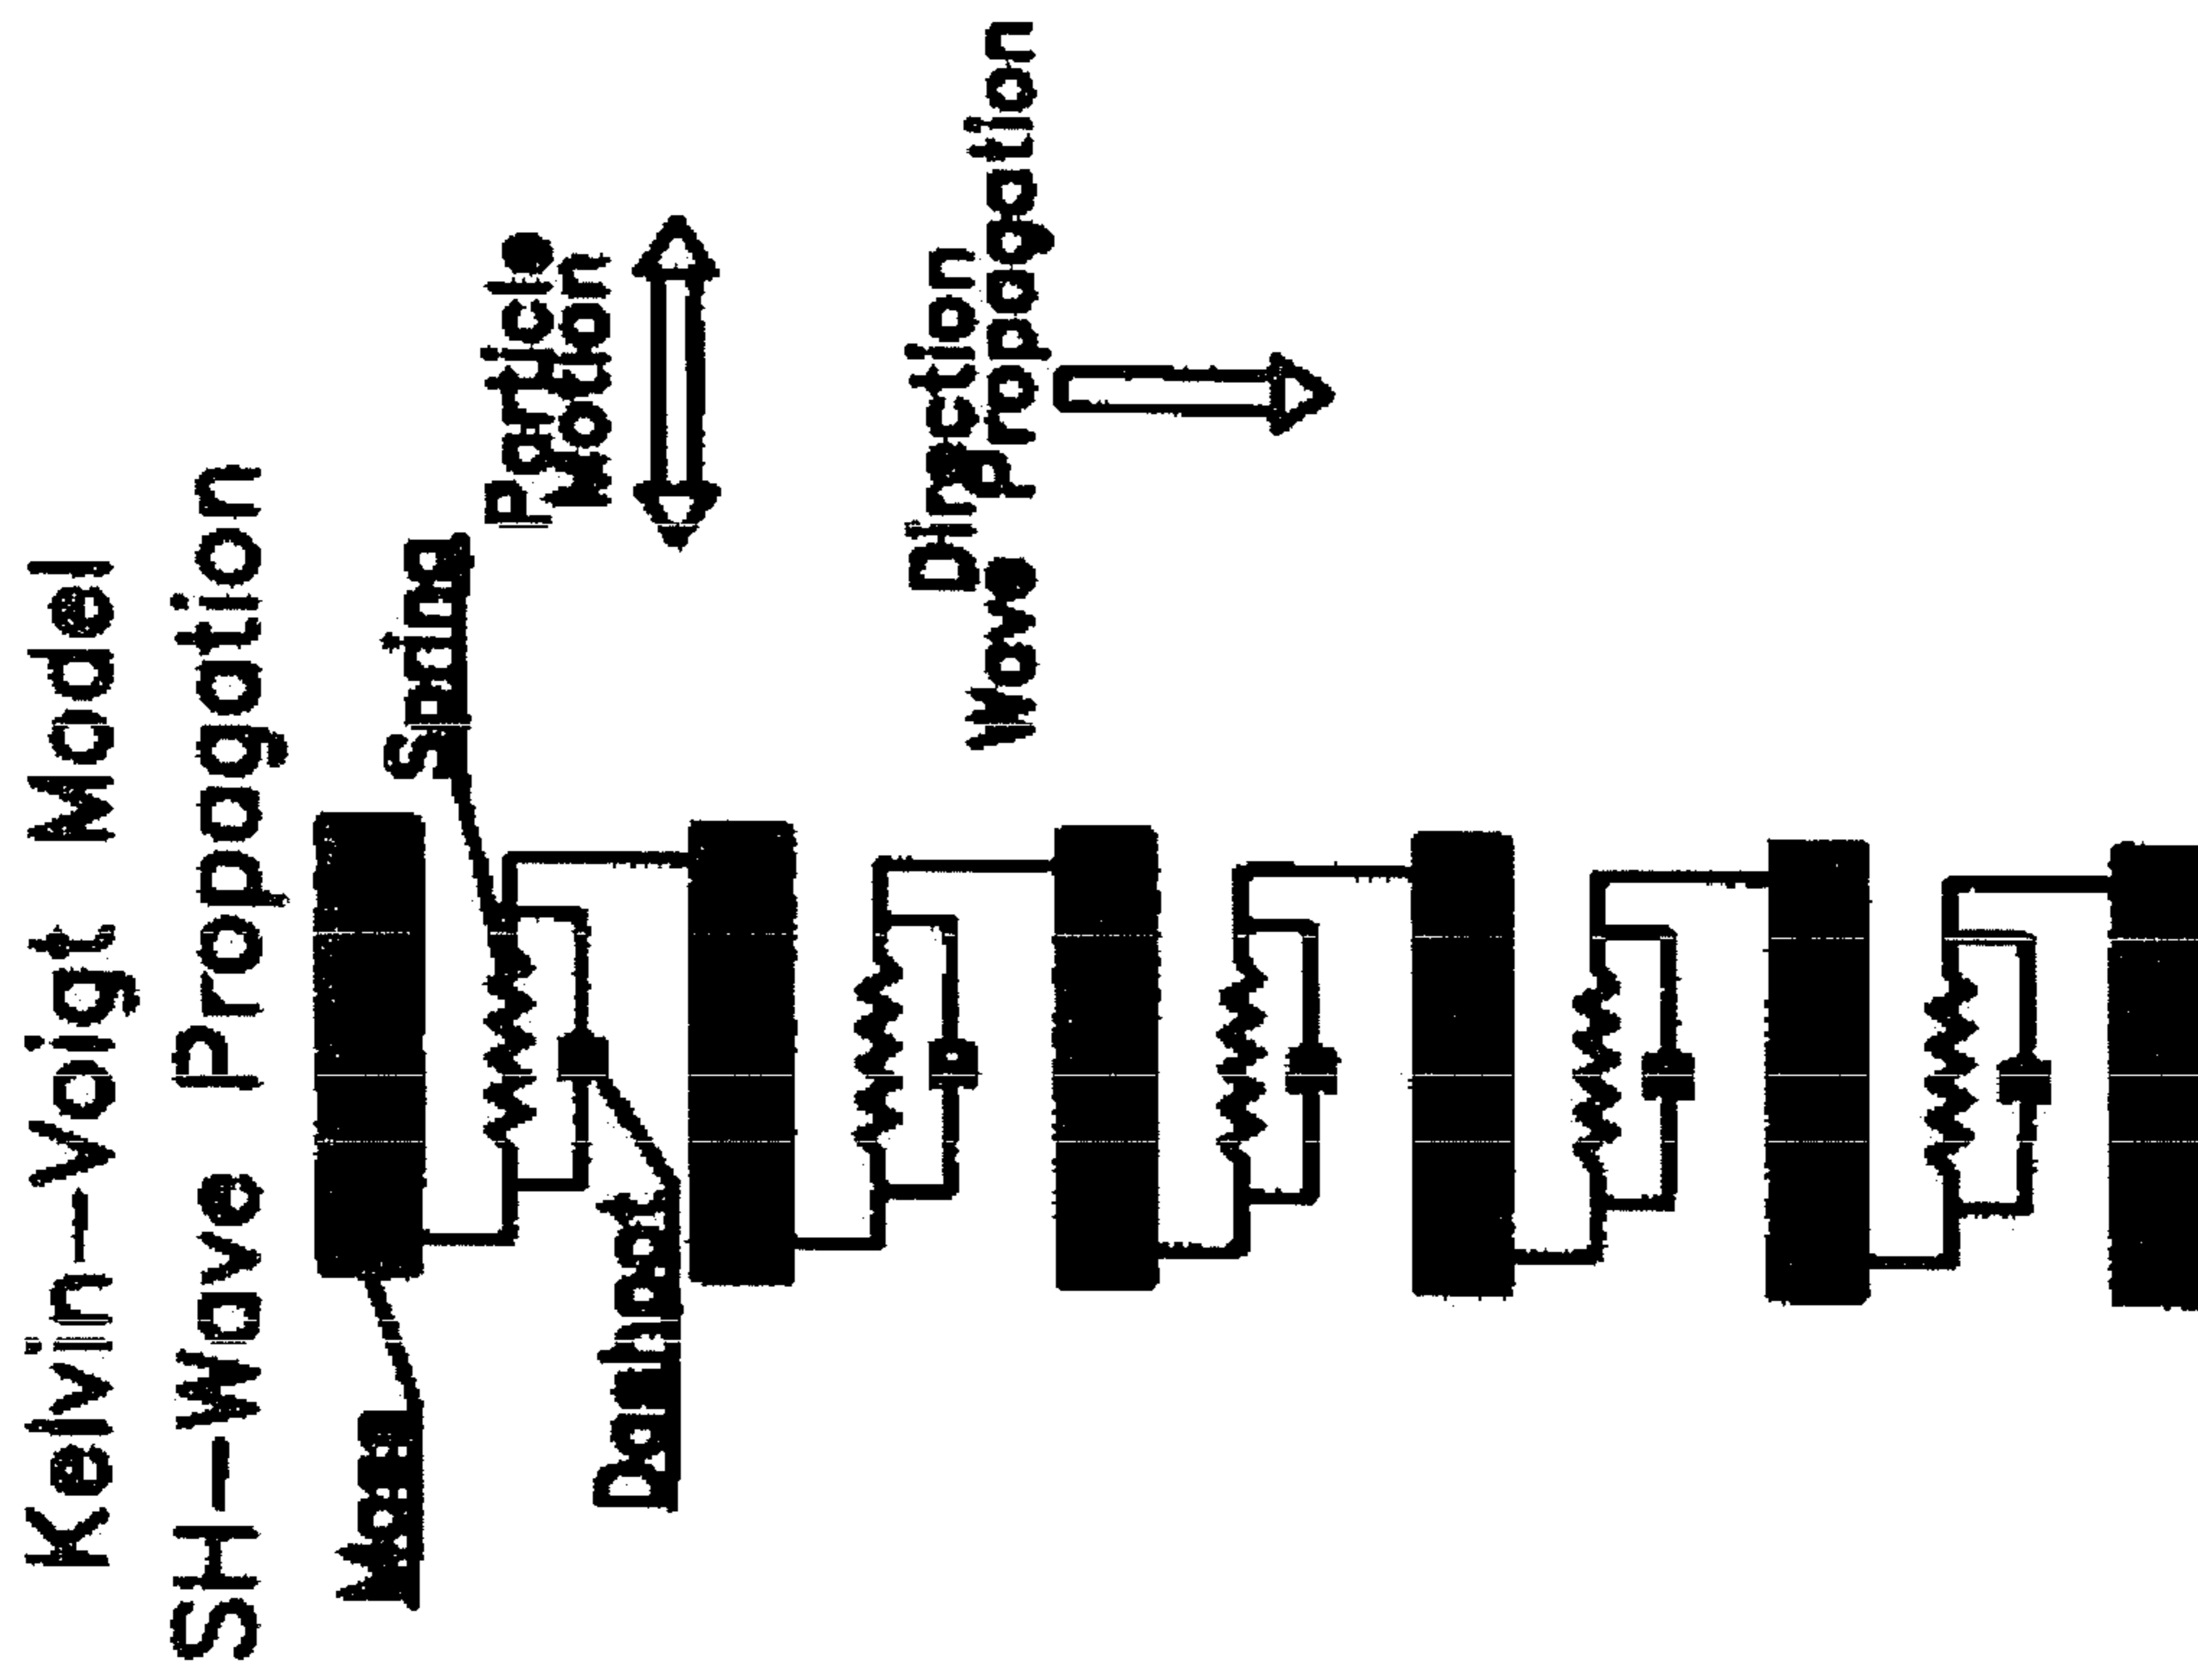 Kelvin-Voigt Model
SH-Wave Propagation
Mass
Spring
Dashpot
Particle
Motion
Direction
Wave Propagation